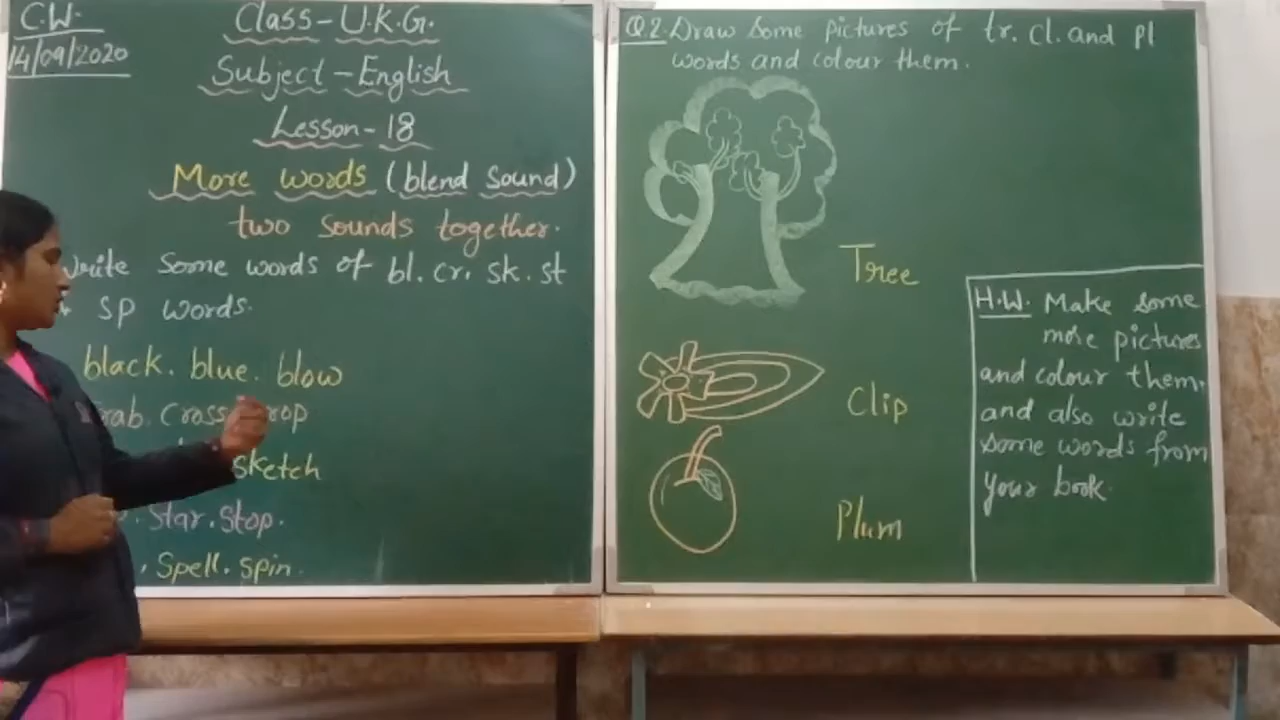 C.W.
14/09/2020
Class-U.K.G.
Subject-English
Lesson-18
More words (blend sound)
two sounds together.
write Some words of bl. cr. sk. st
SP words.
black. blue. blow
crab. cross crop
sketch
star. stop.
Spell. spin.
Q.2. Draw Some pictures of tr. cl. and pl
words and colour them.
Tree
Clip
Plum
H.W. Make some
more pictures
and colour them.
and also write
some words from
your book.